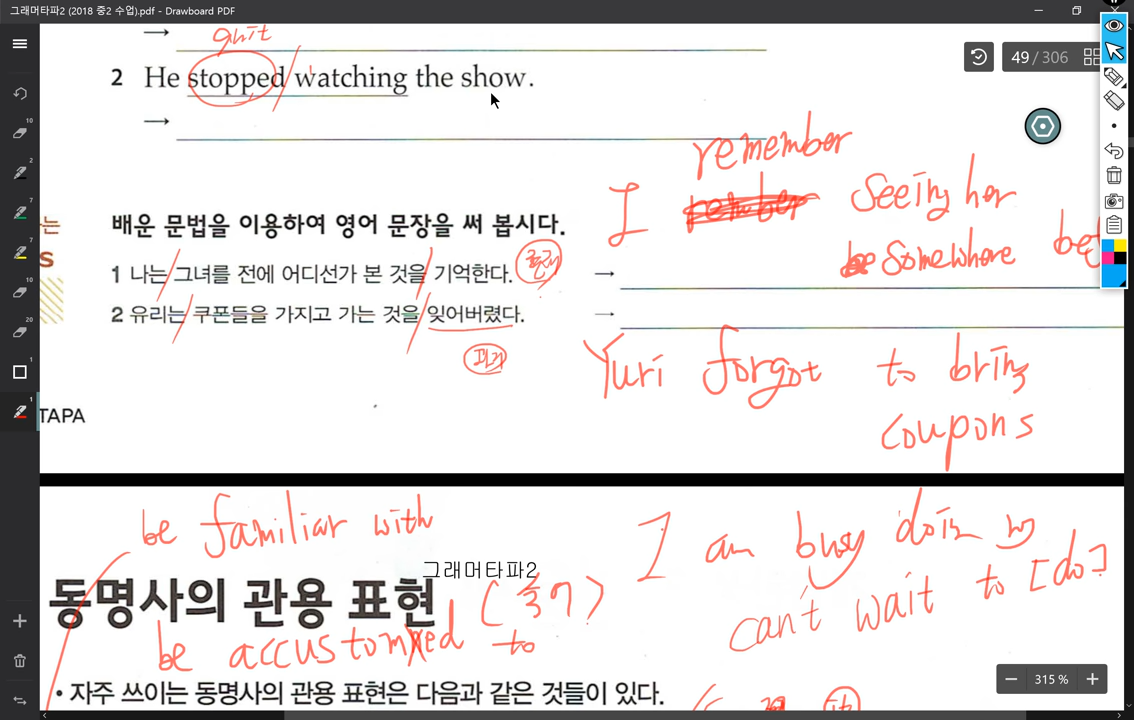 그래머타파2 (2018 중2 수업).pdf - Drawboard PDF
49 / 306
→ quit
2 He stopped watching the show.
→
remember
I remember seeing her
somewhere
배운 문법을 이용하여 영어 문장을 써 봅시다.
1 나는 그녀를 전에 어디선가 본 것을 기억한다. →
2 유리는 쿠폰들을 가지고 가는 것을 잊어버렸다. →
과거
Yuri forgot to bring
coupons
TAPA
be familiar with
I am busy doing
그래머타파2
can't wait to [do]
동명사의 관용 표현
be accustomed to
• 자주 쓰이는 동명사의 관용 표현은 다음과 같은 것들이 있다.
315 %